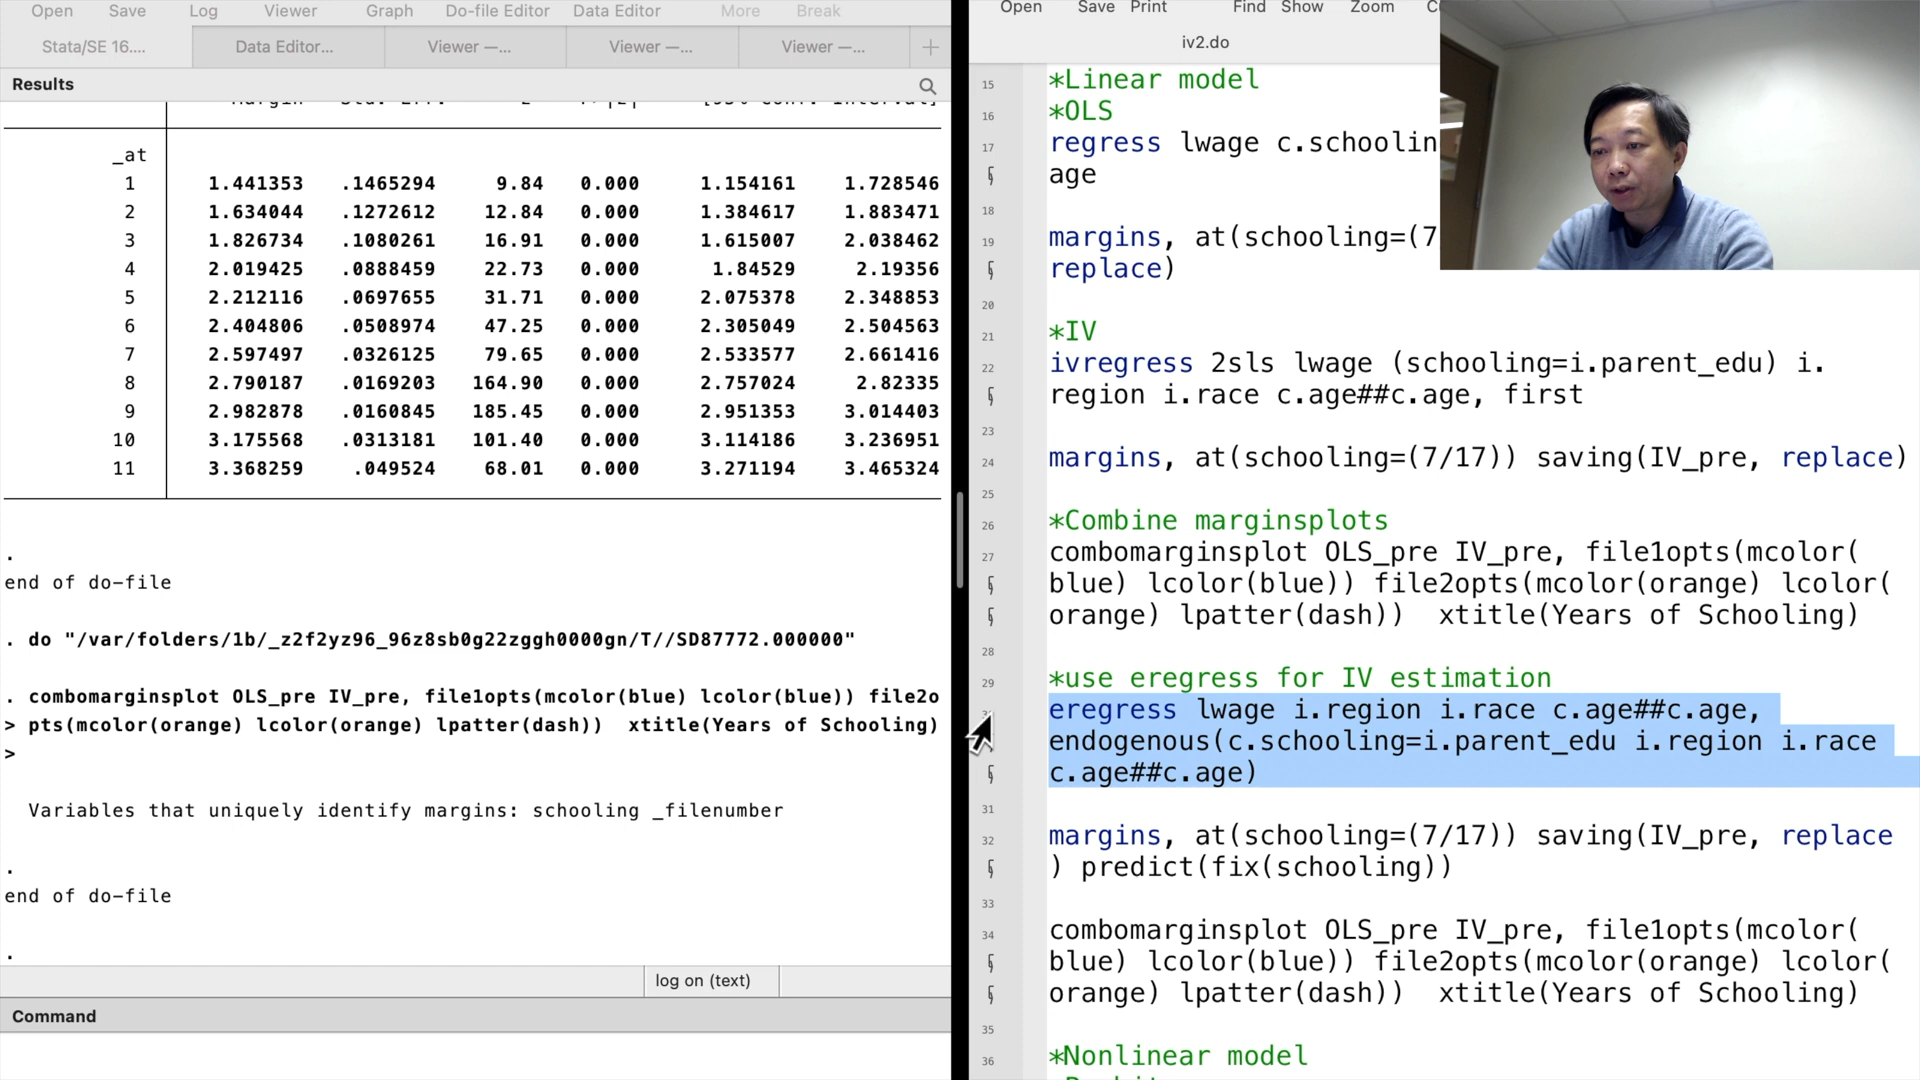 Open Save Log Viewer Graph Do-file Editor Data Editor More Break
Stata/SE 16.... Data Editor... Viewer —... Viewer —... Viewer —...
Results
_at
1 1.441353 .1465294 9.84 0.000 1.154161 1.728546
2 1.634044 .1272612 12.84 0.000 1.384617 1.883471
3 1.826734 .1080261 16.91 0.000 1.615007 2.038462
4 2.019425 .0888459 22.73 0.000 1.84529 2.19356
5 2.212116 .0697655 31.71 0.000 2.075378 2.348853
6 2.404806 .0508974 47.25 0.000 2.305049 2.504563
7 2.597497 .0326125 79.65 0.000 2.533577 2.661416
8 2.790187 .0169203 164.90 0.000 2.757024 2.82335
9 2.982878 .0160845 185.45 0.000 2.951353 3.014403
10 3.175568 .0313181 101.40 0.000 3.114186 3.236951
11 3.368259 .049524 68.01 0.000 3.271194 3.465324
.
end of do-file
. do "/var/folders/1b/_z2f2yz96_96z8sb0g22zggh0000gn/T//SD87772.000000"
. combomarginsplot OLS_pre IV_pre, file1opts(mcolor(blue) lcolor(blue)) file2o
> pts(mcolor(orange) lcolor(orange) lpatter(dash))  xtitle(Years of Schooling)
>
Variables that uniquely identify margins: schooling _filenumber
.
end of do-file
.
log on (text)
Command
Open Save Print Find Show Zoom
iv2.do
15 *Linear model
16 *OLS
17 regress lwage c.schoolin
age
18
19 margins, at(schooling=(7
replace)
20
21 *IV
22 ivregress 2sls lwage (schooling=i.parent_edu) i.
region i.race c.age##c.age, first
23
24 margins, at(schooling=(7/17)) saving(IV_pre, replace)
25
26 *Combine marginsplots
27 combomarginsplot OLS_pre IV_pre, file1opts(mcolor(
blue) lcolor(blue)) file2opts(mcolor(orange) lcolor(
orange) lpatter(dash))  xtitle(Years of Schooling)
28
29 *use eregress for IV estimation
eregress lwage i.region i.race c.age##c.age,
endogenous(c.schooling=i.parent_edu i.region i.race
c.age##c.age)
31
32 margins, at(schooling=(7/17)) saving(IV_pre, replace
) predict(fix(schooling))
33
34 combomarginsplot OLS_pre IV_pre, file1opts(mcolor(
blue) lcolor(blue)) file2opts(mcolor(orange) lcolor(
orange) lpatter(dash))  xtitle(Years of Schooling)
35
36 *Nonlinear model